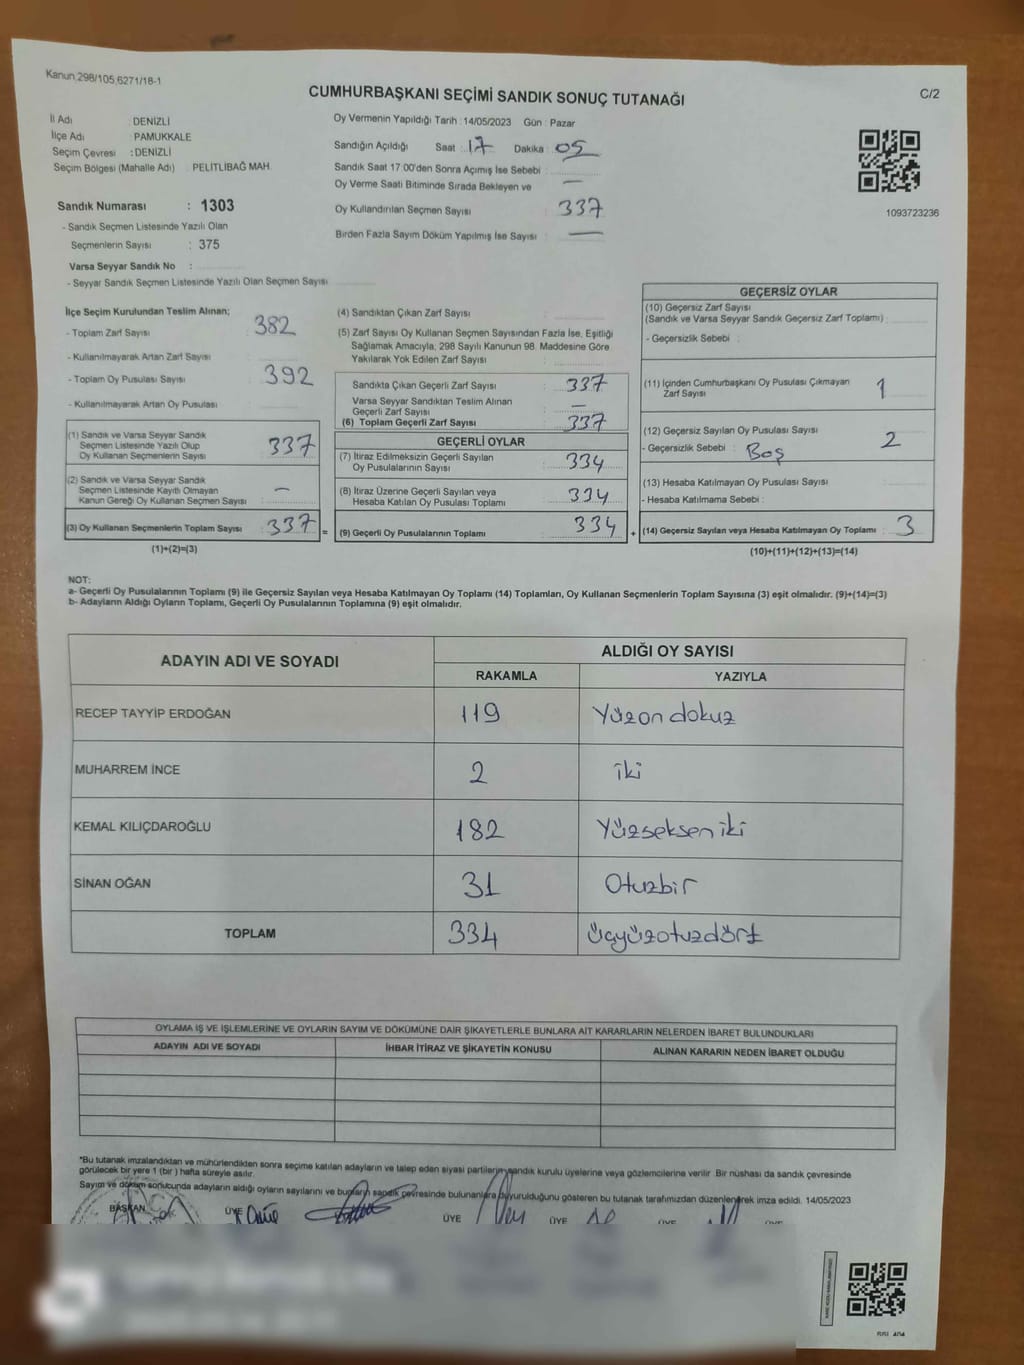 Kanun.298/105,6271/18-1
CUMHURBAŞKANI SEÇİMİ SANDIK SONUÇ TUTANAĞI
C/2
İl Adı : DENİZLİ
İlçe Adı : PAMUKKALE
Seçim Çevresi : DENİZLİ
Seçim Bölgesi (Mahalle Adı) : PELİTLİBAĞ MAH.
Oy Vermenin Yapıldığı Tarih : 14/05/2023 Gün : Pazar
Sandığın Açıldığı Saat : 17 Dakika : 05
Sandık Saat 17.00'den Sonra Açımış İse Sebebi :
Oy Verme Saati Bitiminde Sırada Bekleyen ve —
Oy Kullandırılan Seçmen Sayısı : 337
Birden Fazla Sayım Döküm Yapılmış İse Sayısı : —
1093723236
Sandık Numarası : 1303
- Sandık Seçmen Listesinde Yazılı Olan
Seçmenlerin Sayısı : 375
Varsa Seyyar Sandık No :
- Seyyar Sandık Seçmen Listesinde Yazılı Olan Seçmen Sayısı :
İlçe Seçim Kurulundan Teslim Alınan;
- Toplam Zarf Sayısı : 382
- Kullanılmayarak Artan Zarf Sayısı :
- Toplam Oy Pusulası Sayısı : 392
- Kullanılmayarak Artan Oy Pusulası :
(1) Sandık ve Varsa Seyyar Sandık
Seçmen Listesinde Yazılı Olup
Oy Kullanan Seçmenlerin Sayısı : 337
(2) Sandık ve Varsa Seyyar Sandık
Seçmen Listesinde Kayıtlı Olmayan
Kanun Gereği Oy Kullanan Seçmen Sayısı : —
(3) Oy Kullanan Seçmenlerin Toplam Sayısı : 337 =
(1)+(2)=(3)
(4) Sandıktan Çıkan Zarf Sayısı :
(5) Zarf Sayısı Oy Kullanan Seçmen Sayısından Fazla İse, Eşitliği
Sağlamak Amacıyla, 298 Sayılı Kanunun 98. Maddesine Göre
Yakılarak Yok Edilen Zarf Sayısı :
Sandıkta Çıkan Geçerli Zarf Sayısı : 337
Varsa Seyyar Sandıktan Teslim Alınan
Geçerli Zarf Sayısı : —
(6) Toplam Geçerli Zarf Sayısı : 337
GEÇERLİ OYLAR
(7) İtiraz Edilmeksizin Geçerli Sayılan
Oy Pusulalarının Sayısı : 334
(8) İtiraz Üzerine Geçerli Sayılan veya
Hesaba Katılan Oy Pusulası Toplamı : 334
(9) Geçerli Oy Pusulalarının Toplamı : 334 +
GEÇERSİZ OYLAR
(10) Geçersiz Zarf Sayısı
(Sandık ve Varsa Seyyar Sandık Geçersiz Zarf Toplamı) :
- Geçersizlik Sebebi :
(11) İçinden Cumhurbaşkanı Oy Pusulası Çıkmayan
Zarf Sayısı : 1
(12) Geçersiz Sayılan Oy Pusulası Sayısı : 2
- Geçersizlik Sebebi : Boş
(13) Hesaba Katılmayan Oy Pusulası Sayısı :
- Hesaba Katılmama Sebebi :
(14) Geçersiz Sayılan veya Hesaba Katılmayan Oy Toplamı : 3
(10)+(11)+(12)+(13)=(14)
NOT:
a- Geçerli Oy Pusulalarının Toplamı (9) ile Geçersiz Sayılan veya Hesaba Katılmayan Oy Toplamı (14) Toplamları, Oy Kullanan Seçmenlerin Toplam Sayısına (3) eşit olmalıdır. (9)+(14)=(3)
b- Adayların Aldığı Oyların Toplamı, Geçerli Oy Pusulalarının Toplamına (9) eşit olmalıdır.
ADAYIN ADI VE SOYADI
ALDIĞI OY SAYISI
RAKAMLA YAZIYLA
RECEP TAYYİP ERDOĞAN 119 Yüzon dokuz
MUHARREM İNCE 2 iki
KEMAL KILIÇDAROĞLU 182 Yüzseksen iki
SİNAN OĞAN 31 Otuzbir
TOPLAM 334 üçyüzotuzdört
OYLAMA İŞ VE İŞLEMLERİNE VE OYLARIN SAYIM VE DÖKÜMÜNE DAİR ŞİKAYETLERLE BUNLARA AİT KARARLARIN NELERDEN İBARET BULUNDUKLARI
ADAYIN ADI VE SOYADI İHBAR İTİRAZ VE ŞİKAYETİN KONUSU ALINAN KARARIN NEDEN İBARET OLDUĞU
*Bu tutanak imzalandıktan ve mühürlendikten sonra seçime katılan adayların ve talep eden siyasi partilerin sandık kurulu üyelerine veya gözlemcilerine verilir. Bir nüshası da sandık çevresinde
görülecek bir yere 1 (bir) hafta süreyle asılır.
Sayım ve döküm sonucunda adayların aldığı oyların sayılarını ve bunların sandık çevresinde bulunanlara duyurulduğunu gösteren bu tutanak tarafımızdan düzenlenerek imza edildi. 14/05/2023
BAŞKAN ÜYE ÜYE ÜYE ÜYE ÜYE